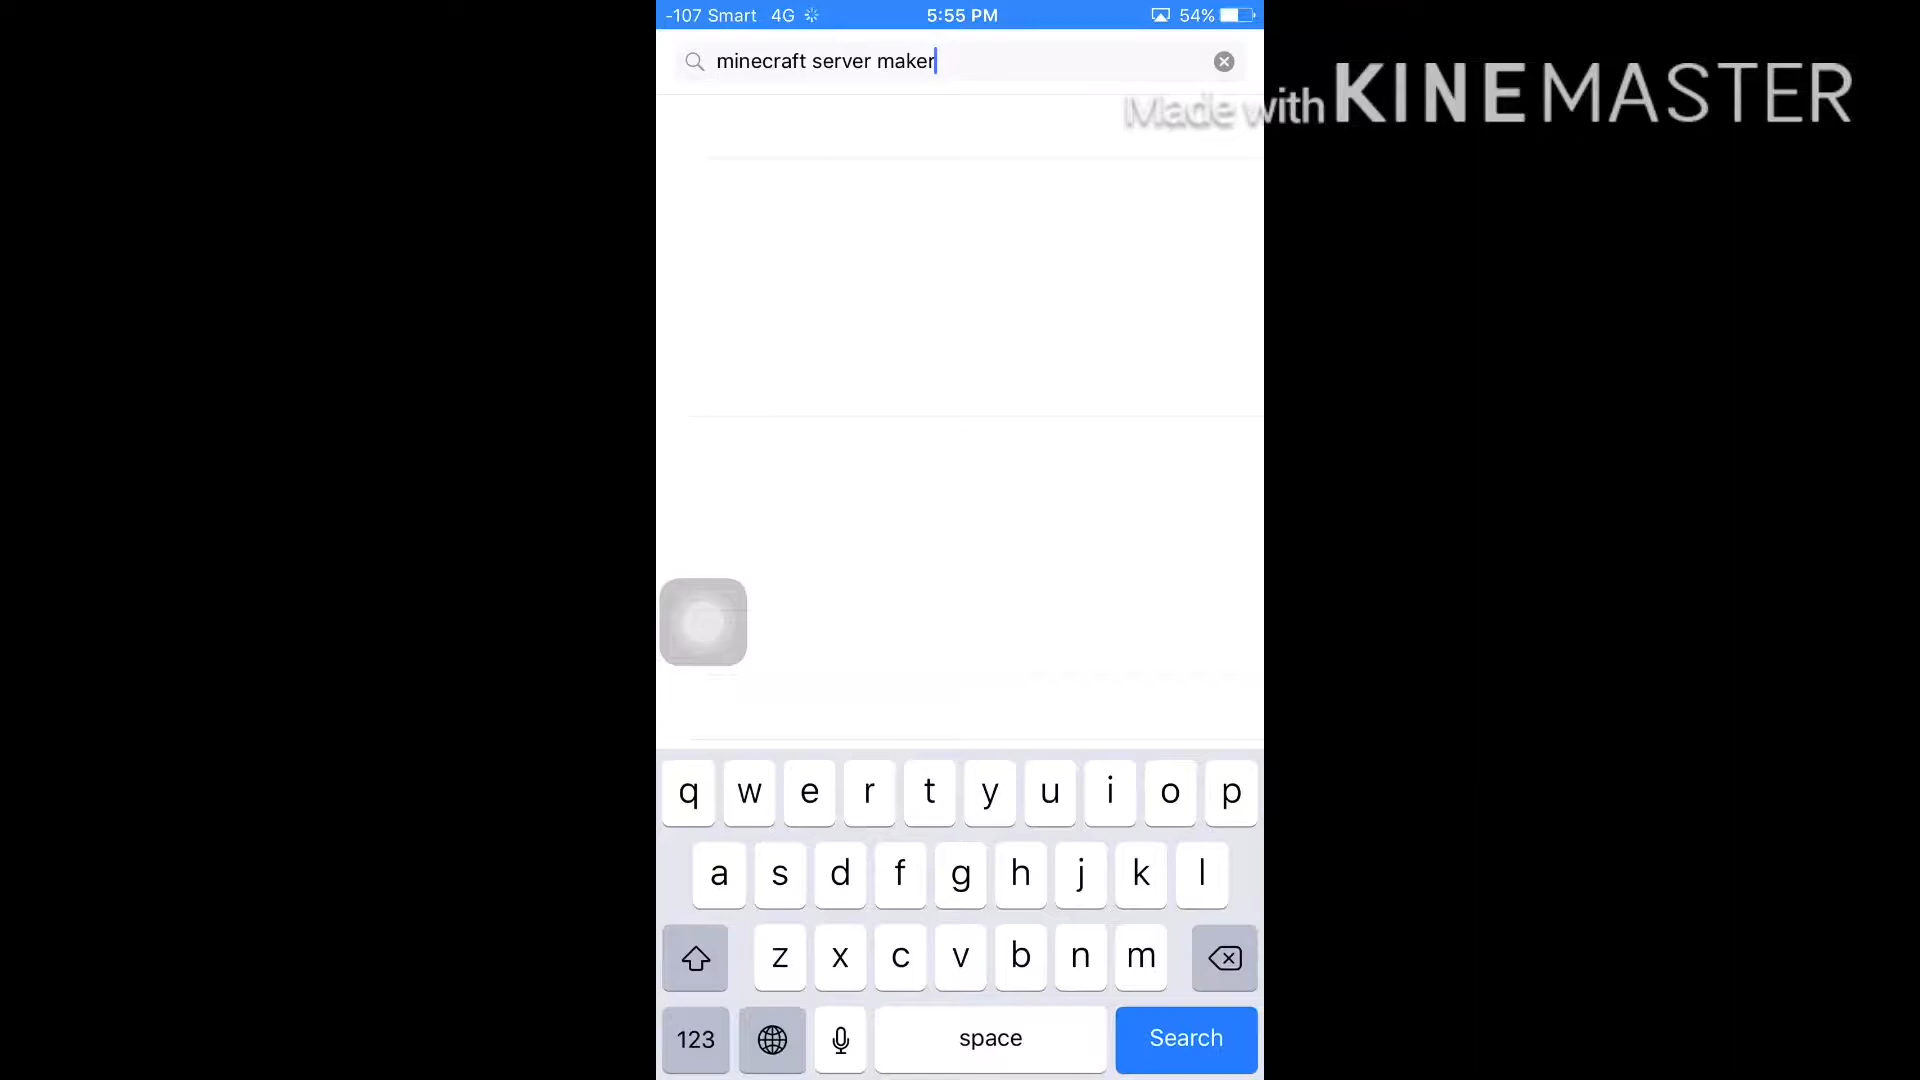 -107 Smart 4G 5:55 PM 54%
minecraft server maker
Made with KINEMASTER
q w e r t y u i o p
a s d f g h j k l
z x c v b n m
123 space Search